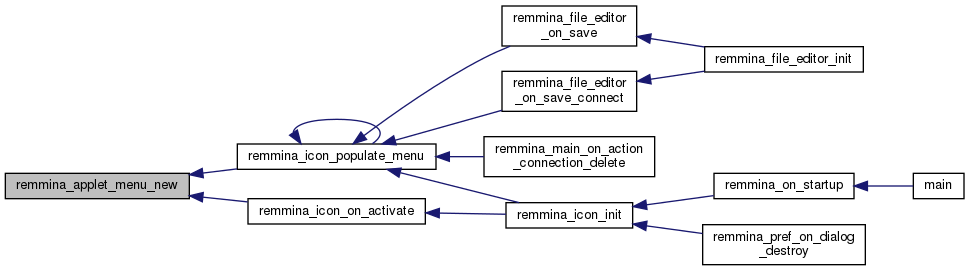 remmina_file_editor
_on_save
remmina_file_editor_init
remmina_file_editor
_on_save_connect
remmina_icon_populate_menu
remmina_main_on_action
_connection_delete
remmina_applet_menu_new
remmina_on_startup
main
remmina_icon_on_activate
remmina_icon_init
remmina_pref_on_dialog
_destroy